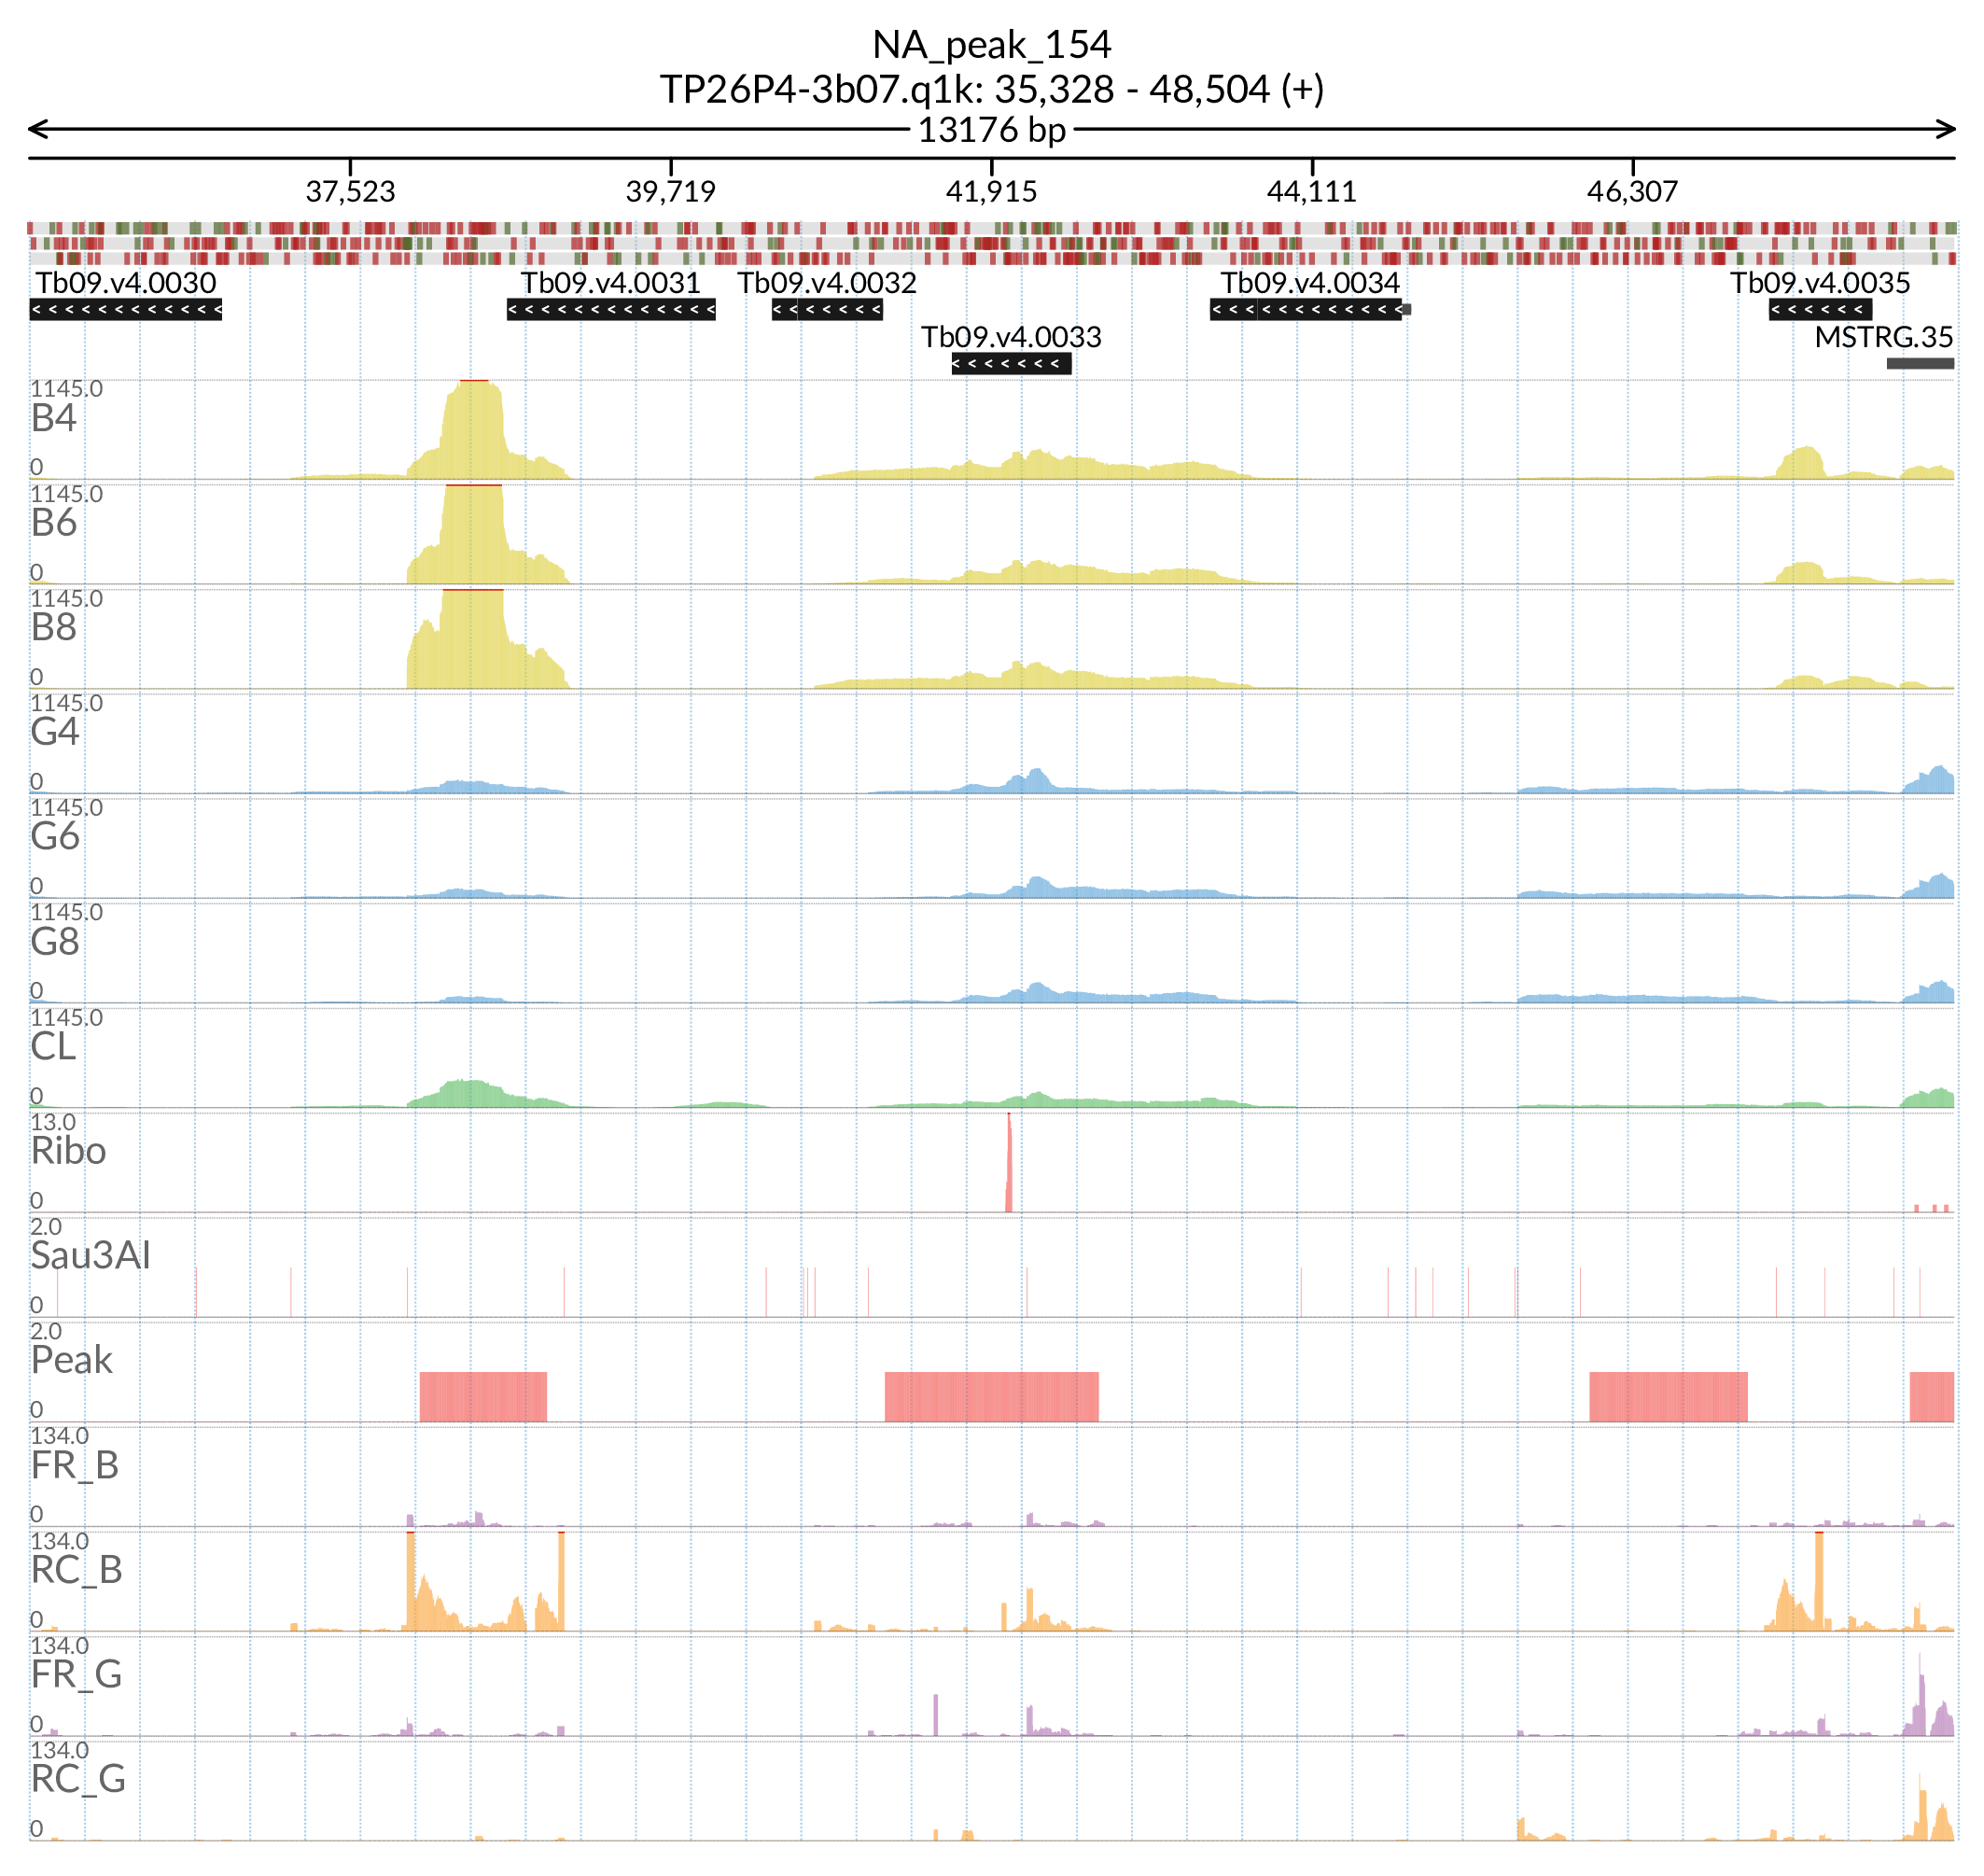 NA_peak_154
TP26P4-3b07.q1k: 35,328 - 48,504 (+)
13176 bp
37,523 39,719 41,915 44,111 46,307
Tb09.v4.0030 Tb09.v4.0031 Tb09.v4.0032 Tb09.v4.0034 Tb09.v4.0035
Tb09.v4.0033 MSTRG.35
1145.0
B4
0
1145.0
B6
0
1145.0
B8
0
1145.0
G4
0
1145.0
G6
0
1145.0
G8
0
1145.0
CL
0
13.0
Ribo
0
2.0
Sau3AI
0
2.0
Peak
0
134.0
FR_B
0
134.0
RC_B
0
134.0
FR_G
0
134.0
RC_G
0